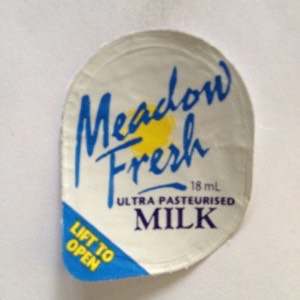 Meadow
Fresh
18 mL
ULTRA PASTEURISED
MILK
LIFT TO
OPEN